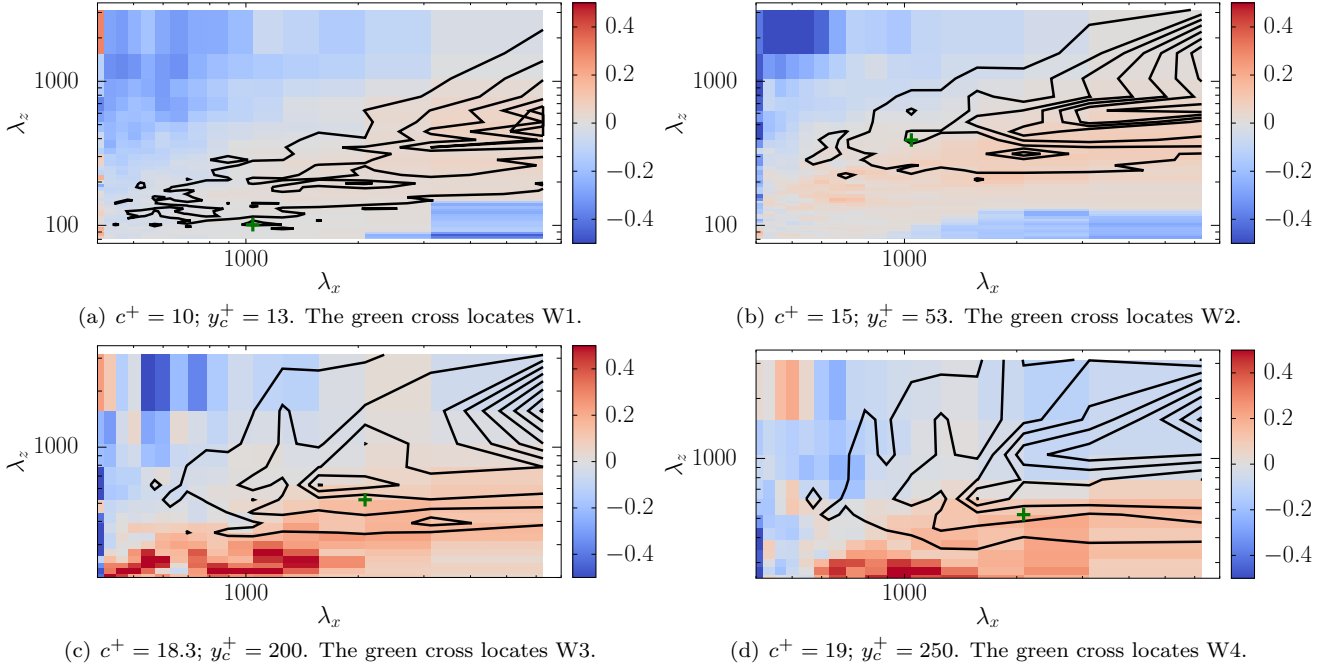 0.4
0.2
0
−0.2
−0.4
1000
100
λz
1000
λx
(a) c+ = 10; yc+ = 13. The green cross locates W1.
0.4
0.2
0
−0.2
−0.4
1000
100
λz
1000
λx
(b) c+ = 15; yc+ = 53. The green cross locates W2.
0.4
0.2
0
−0.2
−0.4
1000
λz
1000
λx
(c) c+ = 18.3; yc+ = 200. The green cross locates W3.
0.4
0.2
0
−0.2
−0.4
1000
λz
1000
λx
(d) c+ = 19; yc+ = 250. The green cross locates W4.